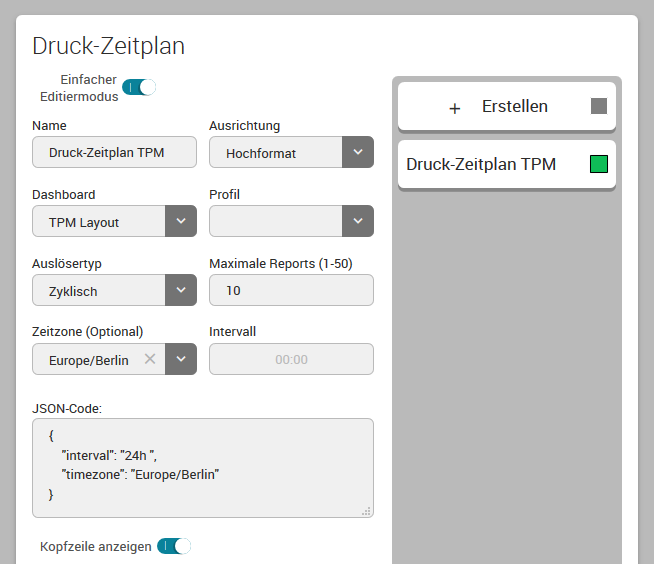 Druck-Zeitplan
Einfacher
Editiermodus
Name
Ausrichtung
Druck-Zeitplan TPM
Hochformat
Dashboard
Profil
TPM Layout
Auslösertyp
Maximale Reports (1-50)
Zyklisch
10
Zeitzone (Optional)
Intervall
Europe/Berlin
00:00
JSON-Code:
{
"interval": "24h ",
"timezone": "Europe/Berlin"
}
Kopfzeile anzeigen
+ Erstellen
Druck-Zeitplan TPM